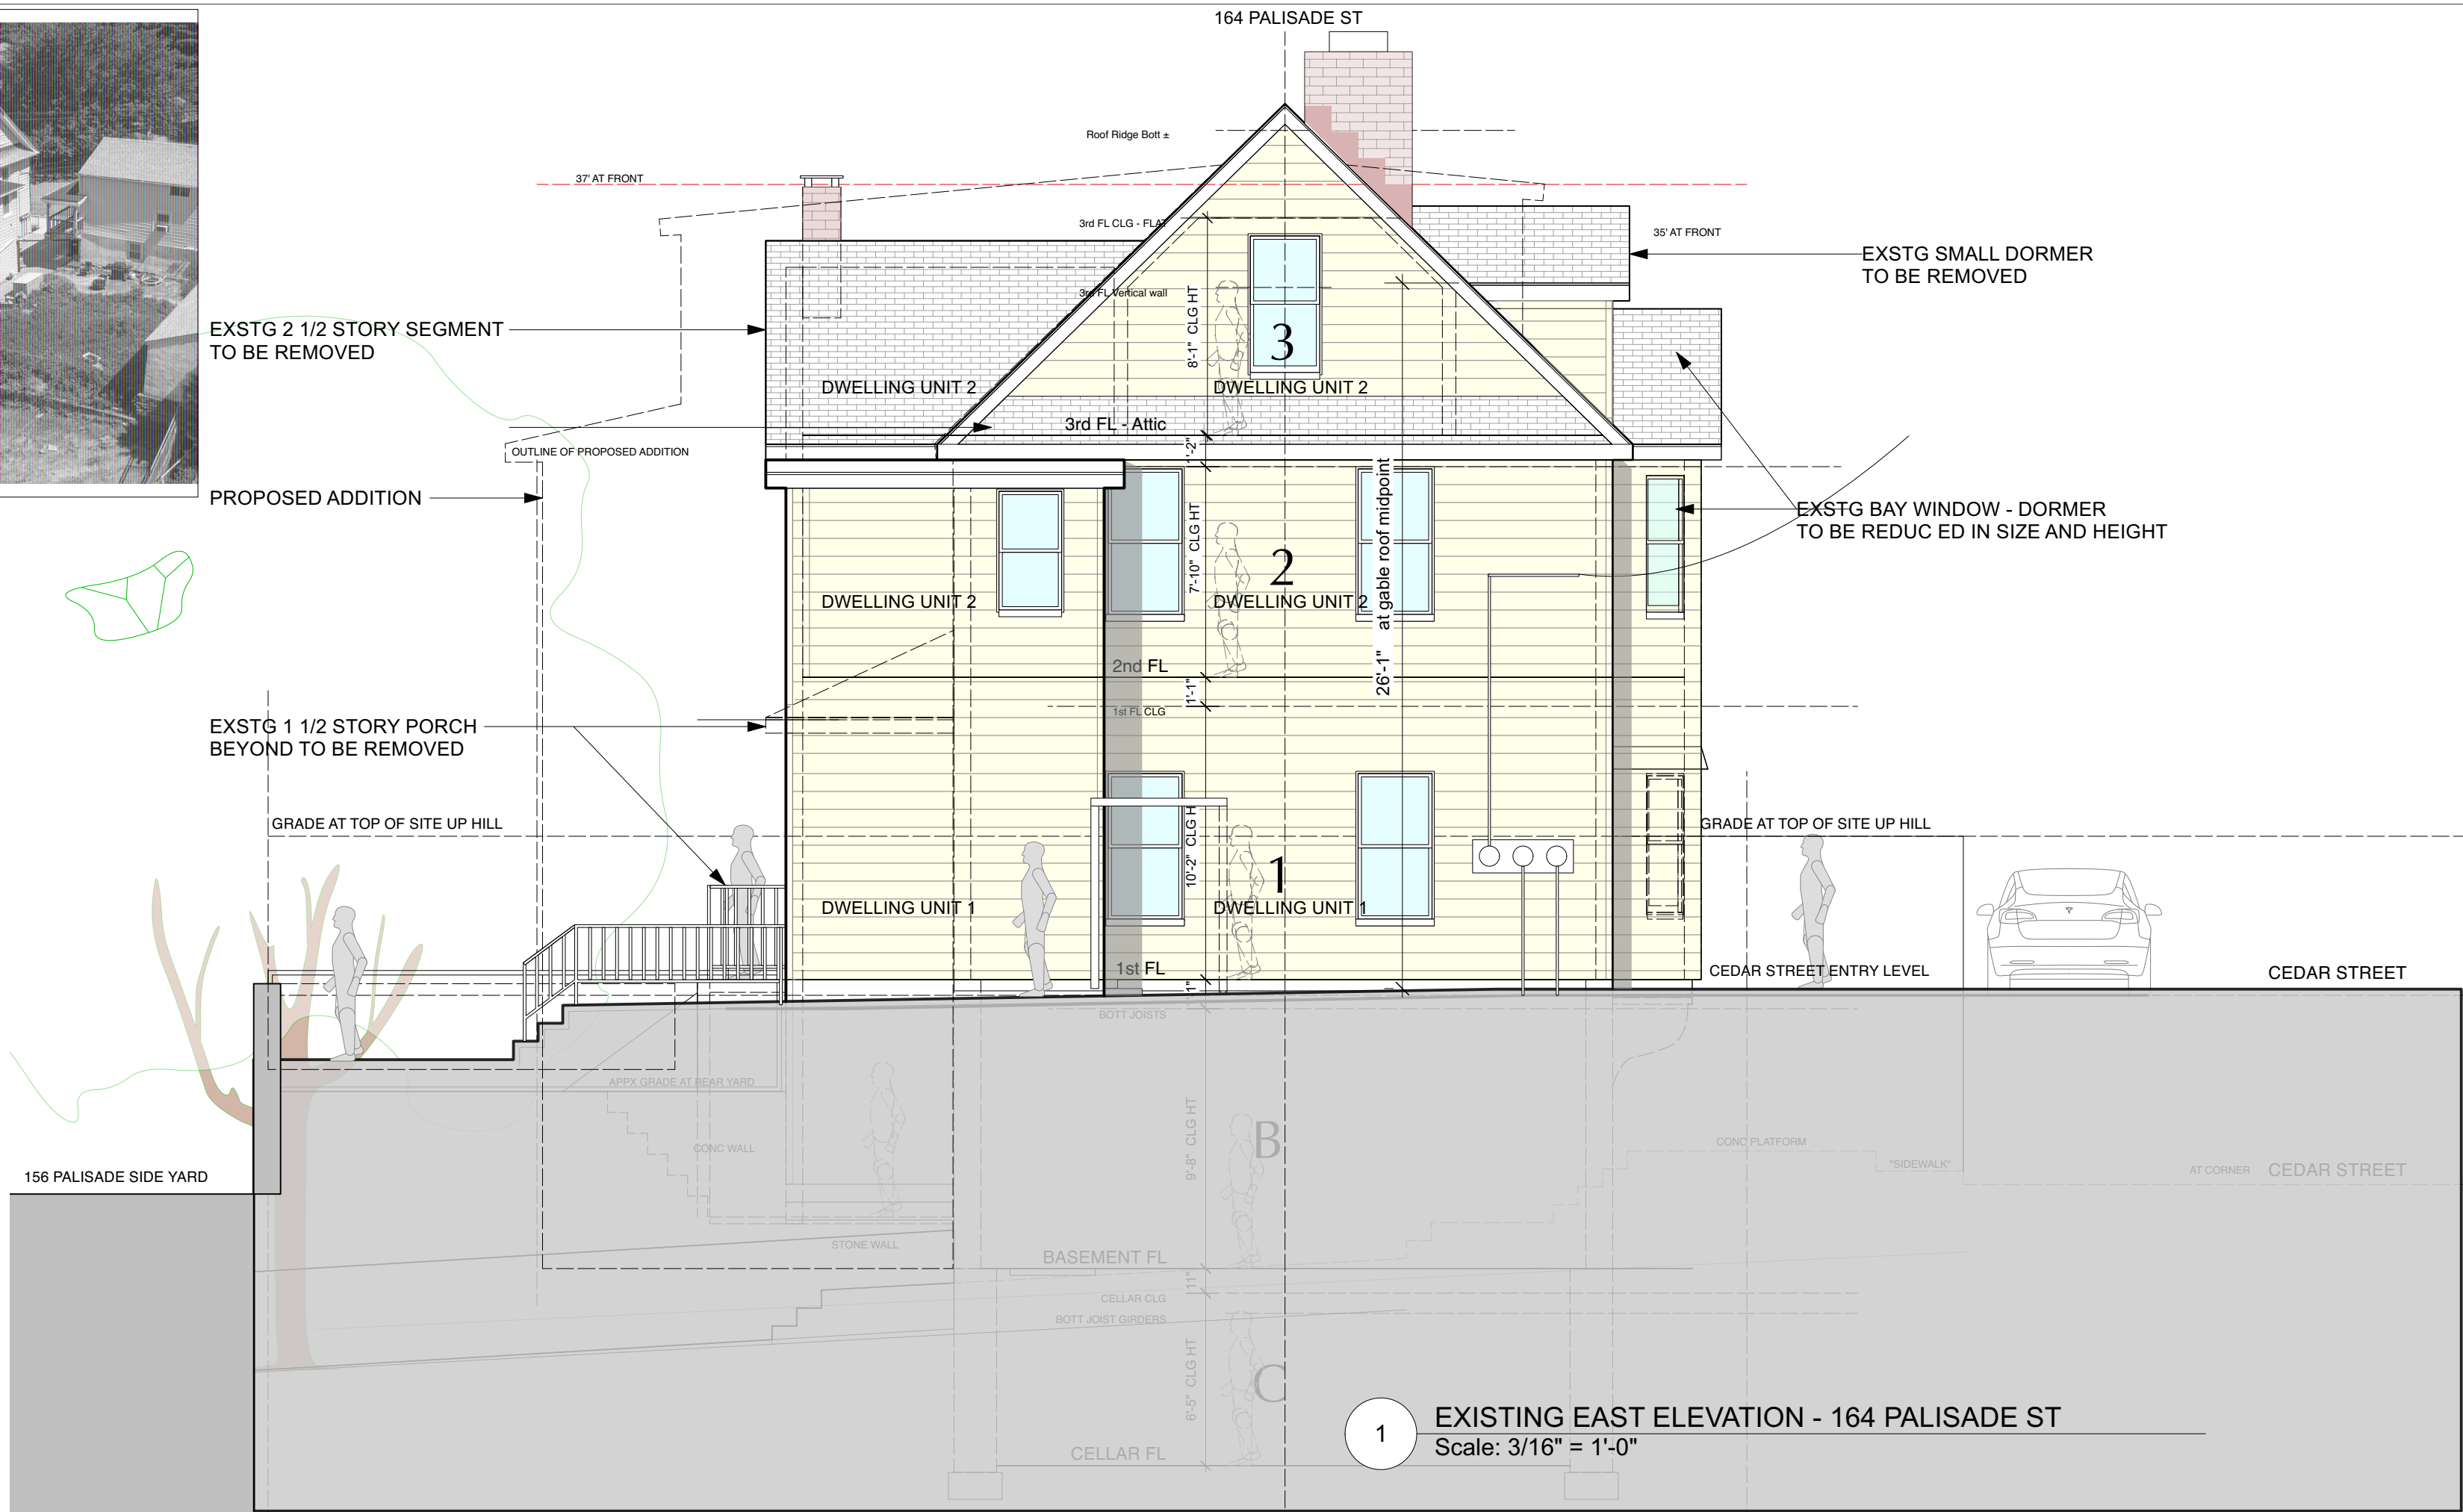 164 PALISADE ST
Roof Ridge Bott ±
37' AT FRONT
3rd FL CLG - FLAT
35' AT FRONT
EXSTG SMALL DORMER
TO BE REMOVED
3rd FL Vertical wall
8'-1" CLG HT
3
EXSTG 2 1/2 STORY SEGMENT
TO BE REMOVED
DWELLING UNIT 2
DWELLING UNIT 2
3rd FL - Attic
1'-2"
OUTLINE OF PROPOSED ADDITION
PROPOSED ADDITION
EXSTG BAY WINDOW - DORMER
TO BE REDUC ED IN SIZE AND HEIGHT
7'-10" CLG HT
2
26'-1" at gable roof midpoint
DWELLING UNIT 2
DWELLING UNIT 2
2nd FL
1'-1"
1st FL CLG
EXSTG 1 1/2 STORY PORCH
BEYOND TO BE REMOVED
GRADE AT TOP OF SITE UP HILL
GRADE AT TOP OF SITE UP HILL
10'-2" CLG H
1
DWELLING UNIT 1
DWELLING UNIT 1
1st FL
CEDAR STREET ENTRY LEVEL
CEDAR STREET
BOTT JOISTS
APPX GRADE AT REAR YARD
9'-8" CLG HT
B
CONC WALL
CONC PLATFORM
"SIDEWALK"
AT CORNER CEDAR STREET
156 PALISADE SIDE YARD
STONE WALL
BASEMENT FL
11"
CELLAR CLG
BOTT JOIST GIRDERS
6'-5" CLG HT
C
CELLAR FL
1
EXISTING EAST ELEVATION - 164 PALISADE ST
Scale: 3/16" = 1'-0"